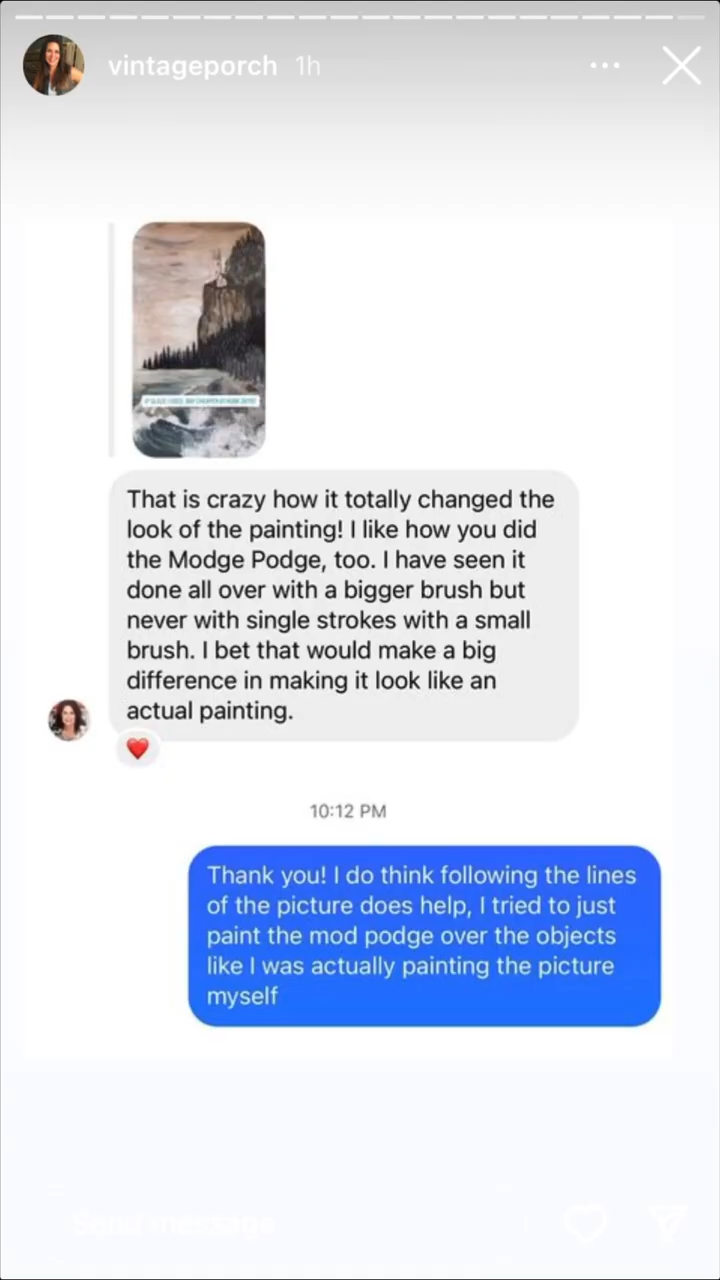 vintageporch 1h
That is crazy how it totally changed the
look of the painting! I like how you did
the Modge Podge, too. I have seen it
done all over with a bigger brush but
never with single strokes with a small
brush. I bet that would make a big
difference in making it look like an
actual painting.
10:12 PM
Thank you! I do think following the lines
of the picture does help, I tried to just
paint the mod podge over the objects
like I was actually painting the picture
myself
Send message